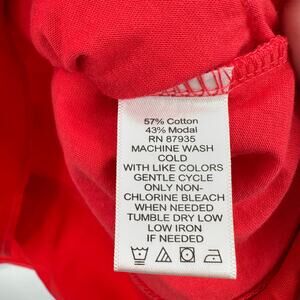 57% Cotton
43% Modal
RN 87935
MACHINE WASH
COLD
WITH LIKE COLORS
GENTLE CYCLE
ONLY NON-
CHLORINE BLEACH
WHEN NEEDED
TUMBLE DRY LOW
LOW IRON
IF NEEDED